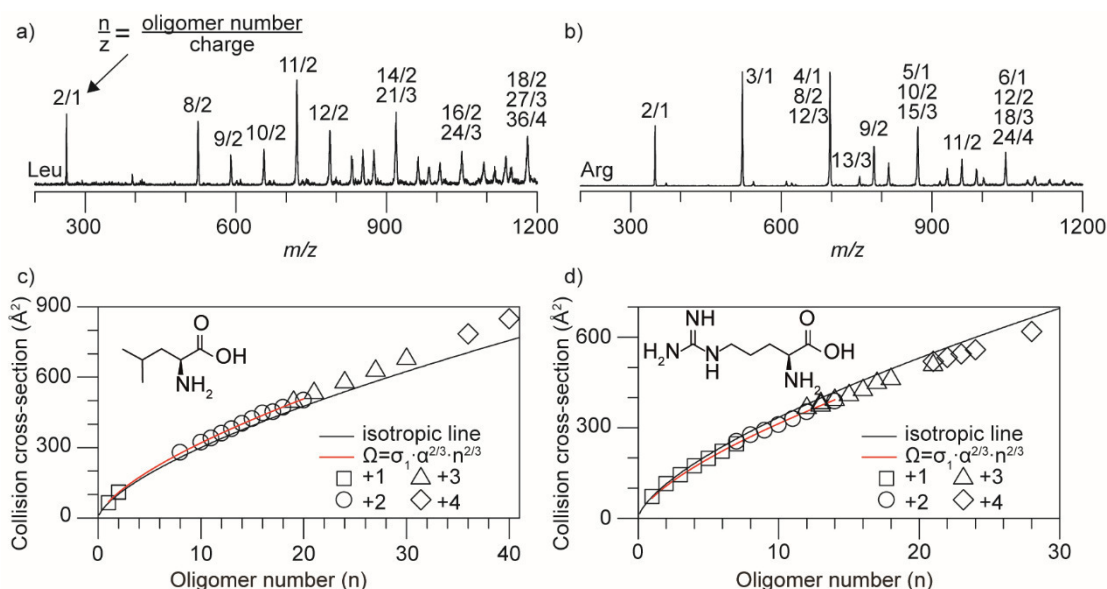 a)
n/z = oligomer number/charge
2/1
8/2
9/2
10/2
11/2
12/2
14/2
21/3
16/2
24/3
18/2
27/3
36/4
Leu
300 600 900 1200
m/z
b)
2/1
3/1
4/1
8/2
12/3
13/3
9/2
5/1
10/2
15/3
11/2
6/1
12/2
18/3
24/4
Arg
300 600 900 1200
m/z
c)
Collision cross-section (Å²)
900
600
300
0
O
OH
NH₂
isotropic line
Ω=σ₁·α^2/3·n^2/3
+1 +3
+2 +4
0 10 20 30 40
Oligomer number (n)
d)
Collision cross-section (Å²)
600
300
0
NH
H₂N
N
H
O
OH
NH₂
isotropic line
Ω=σ₁·α^2/3·n^2/3
+1 +3
+2 +4
0 10 20 30
Oligomer number (n)